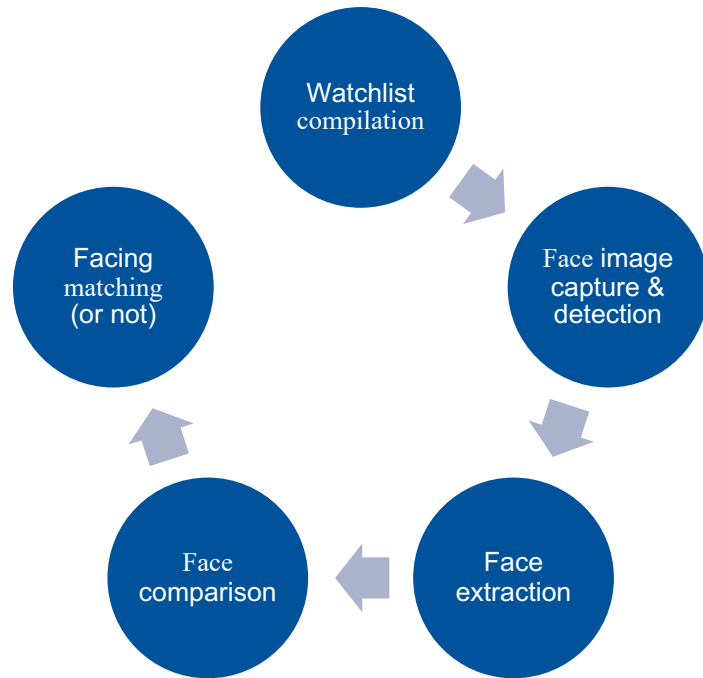 Watchlist
compilation
Face image
capture &
detection
Face
extraction
Face
comparison
Facing
matching
(or not)